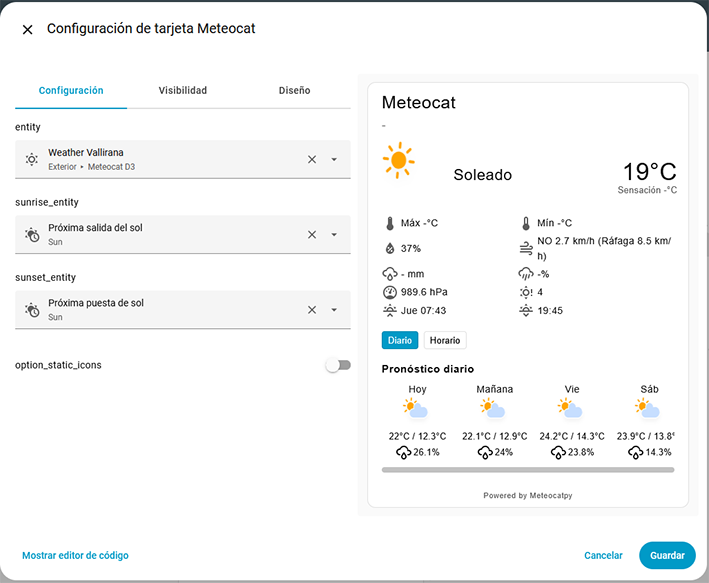 Configuración de tarjeta Meteocat
Configuración
Visibilidad
Diseño
entity
Weather Vallirana
Exterior • Meteocat D3
sunrise_entity
Próxima salida del sol
Sun
sunset_entity
Próxima puesta de sol
Sun
option_static_icons
Meteocat
-
Soleado
19°C
Sensación -°C
Máx -°C
Mín -°C
37%
NO 2.7 km/h (Ráfaga 8.5 km/
h)
- mm
-%
989.6 hPa
4
Jue 07:43
19:45
Diario
Horario
Pronóstico diario
Hoy
Mañana
Vie
Sáb
22°C / 12.3°C
22.1°C / 12.9°C
24.2°C / 14.3°C
23.9°C / 13.8°
26.1%
24%
23.8%
14.3%
Powered by Meteocatpy
Mostrar editor de código
Cancelar
Guardar